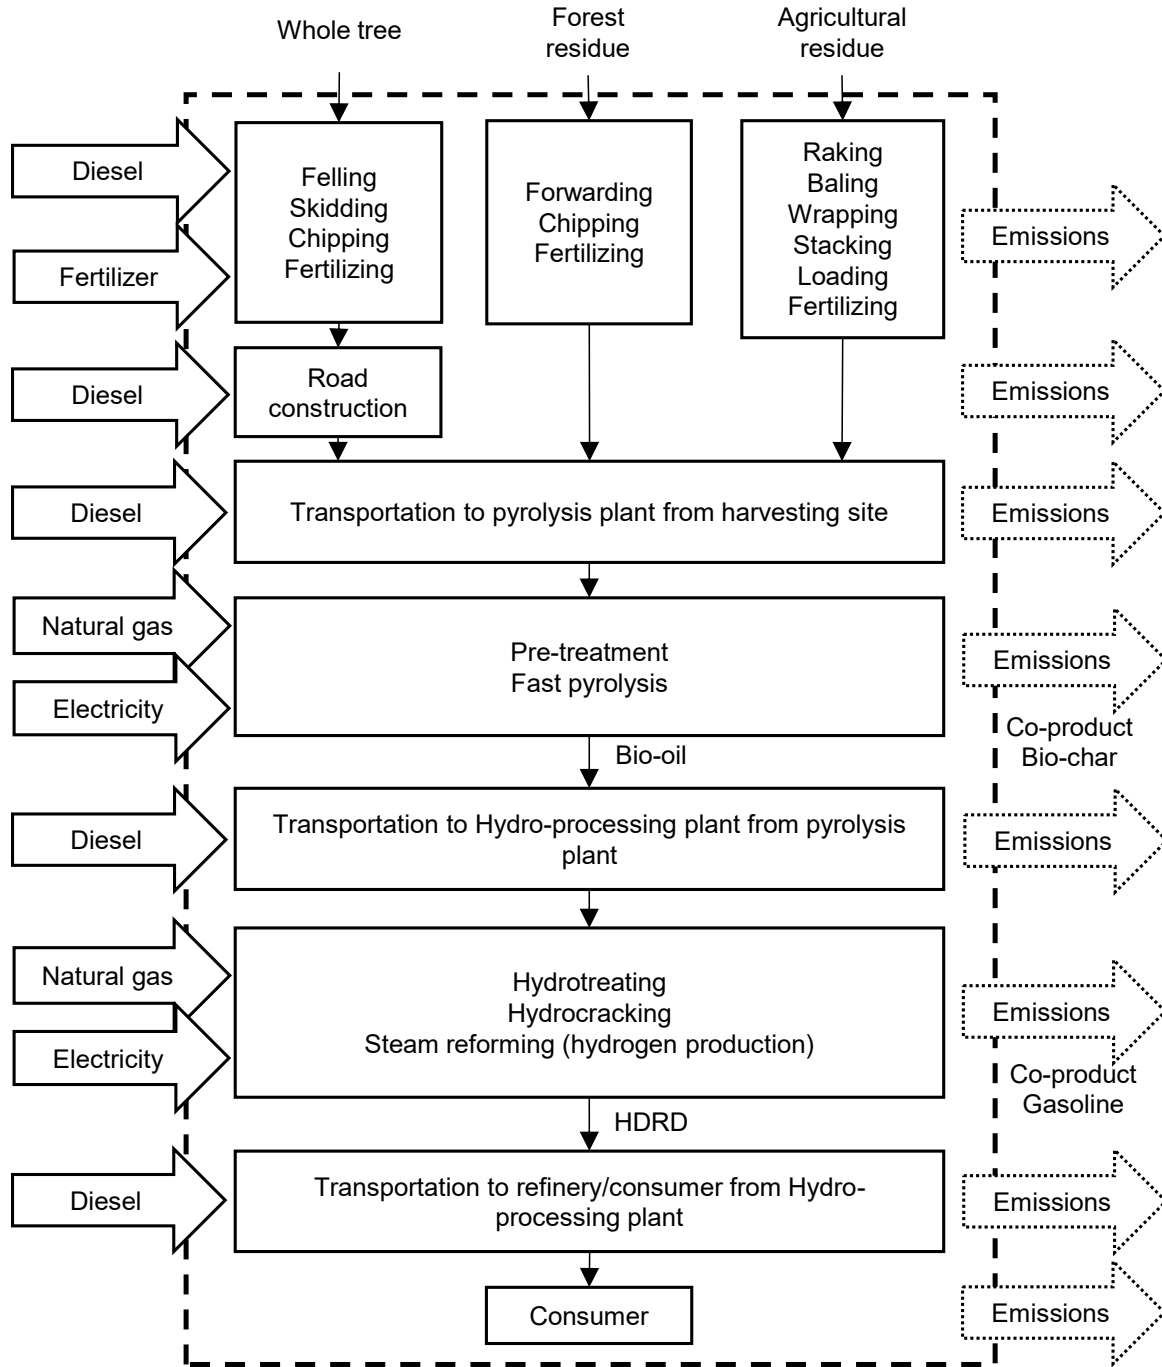 Whole tree
Forest
residue
Agricultural
residue
Diesel
Fertilizer
Felling
Skidding
Chipping
Fertilizing
Forwarding
Chipping
Fertilizing
Raking
Baling
Wrapping
Stacking
Loading
Fertilizing
Emissions
Diesel
Road
construction
Emissions
Diesel
Transportation to pyrolysis plant from harvesting site
Emissions
Natural gas
Electricity
Pre-treatment
Fast pyrolysis
Emissions
Co-product
Bio-char
Bio-oil
Diesel
Transportation to Hydro-processing plant from pyrolysis
plant
Emissions
Natural gas
Electricity
Hydrotreating
Hydrocracking
Steam reforming (hydrogen production)
Emissions
Co-product
Gasoline
HDRD
Diesel
Transportation to refinery/consumer from Hydro-
processing plant
Emissions
Consumer
Emissions